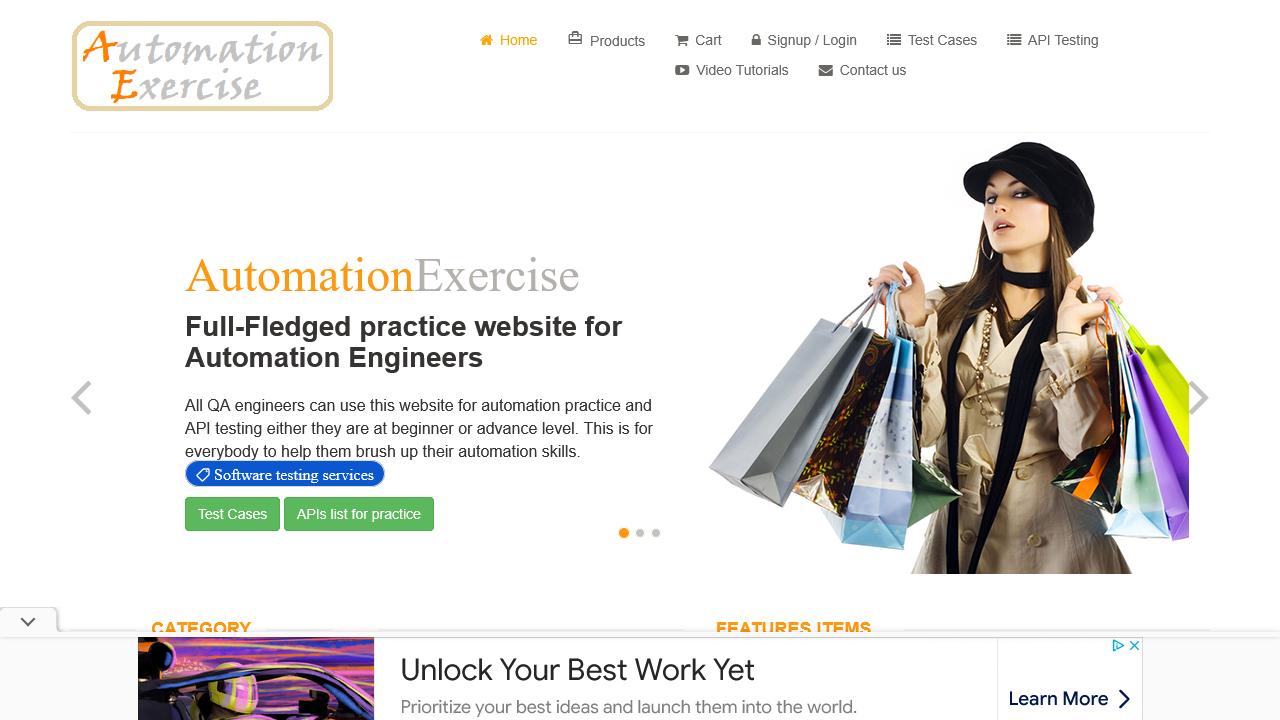 Automation
Exercise
Home
Products
Cart
Signup / Login
Test Cases
API Testing
Video Tutorials
Contact us
AutomationExercise
Full-Fledged practice website for
Automation Engineers
All QA engineers can use this website for automation practice and
API testing either they are at beginner or advance level. This is for
everybody to help them brush up their automation skills.
Software testing services
Test Cases
APIs list for practice
CATEGORY
FEATURES ITEMS
Unlock Your Best Work Yet
Prioritize your best ideas and launch them into the world.
Learn More